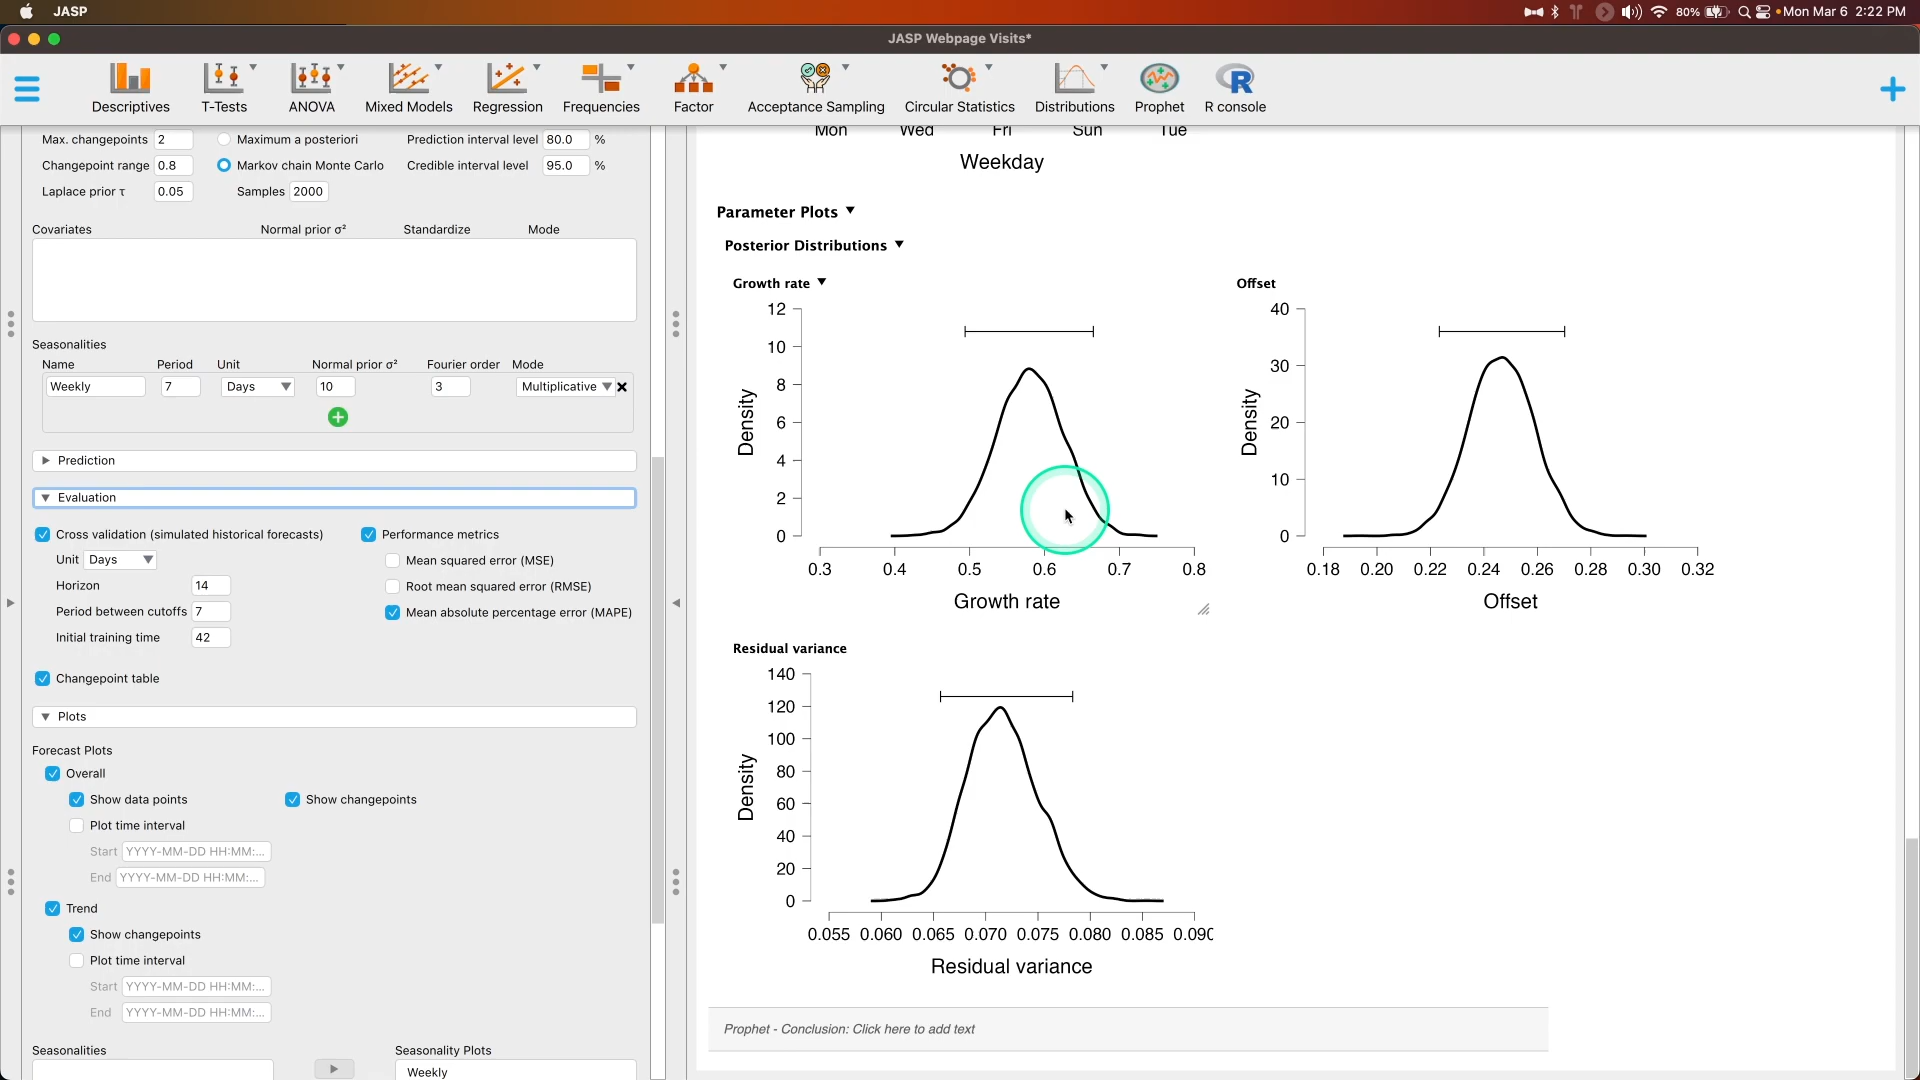 JASP
80%
Mon Mar 6 2:22 PM
JASP Webpage Visits*
Descriptives
T-Tests
ANOVA
Mixed Models
Regression
Frequencies
Factor
Acceptance Sampling
Circular Statistics
Distributions
Prophet
R console
Max. changepoints 2
Maximum a posteriori
Prediction interval level 80.0 %
Changepoint range 0.8
Markov chain Monte Carlo
Credible interval level 95.0 %
Laplace prior τ 0.05
Samples 2000
Covariates Normal prior σ² Standardize Mode
Seasonalities
Name Period Unit Normal prior σ² Fourier order Mode
Weekly 7 Days 10 3 Multiplicative
Prediction
Evaluation
Cross validation (simulated historical forecasts)
Unit Days
Horizon 14
Period between cutoffs 7
Initial training time 42
Performance metrics
Mean squared error (MSE)
Root mean squared error (RMSE)
Mean absolute percentage error (MAPE)
Changepoint table
Plots
Forecast Plots
Overall
Show data points
Show changepoints
Plot time interval
Start YYYY-MM-DD HH:MM:...
End YYYY-MM-DD HH:MM:...
Trend
Show changepoints
Plot time interval
Start YYYY-MM-DD HH:MM:...
End YYYY-MM-DD HH:MM:...
Seasonalities
Seasonality Plots
Weekly
Mon Wed Fri Sun Tue
Weekday
Parameter Plots
Posterior Distributions
Growth rate
12
10
8
6
4
2
0
Density
0.3 0.4 0.5 0.6 0.7 0.8
Growth rate
Offset
40
30
20
10
0
Density
0.18 0.20 0.22 0.24 0.26 0.28 0.30 0.32
Offset
Residual variance
140
120
100
80
60
40
20
0
Density
0.055 0.060 0.065 0.070 0.075 0.080 0.085 0.090
Residual variance
Prophet - Conclusion: Click here to add text